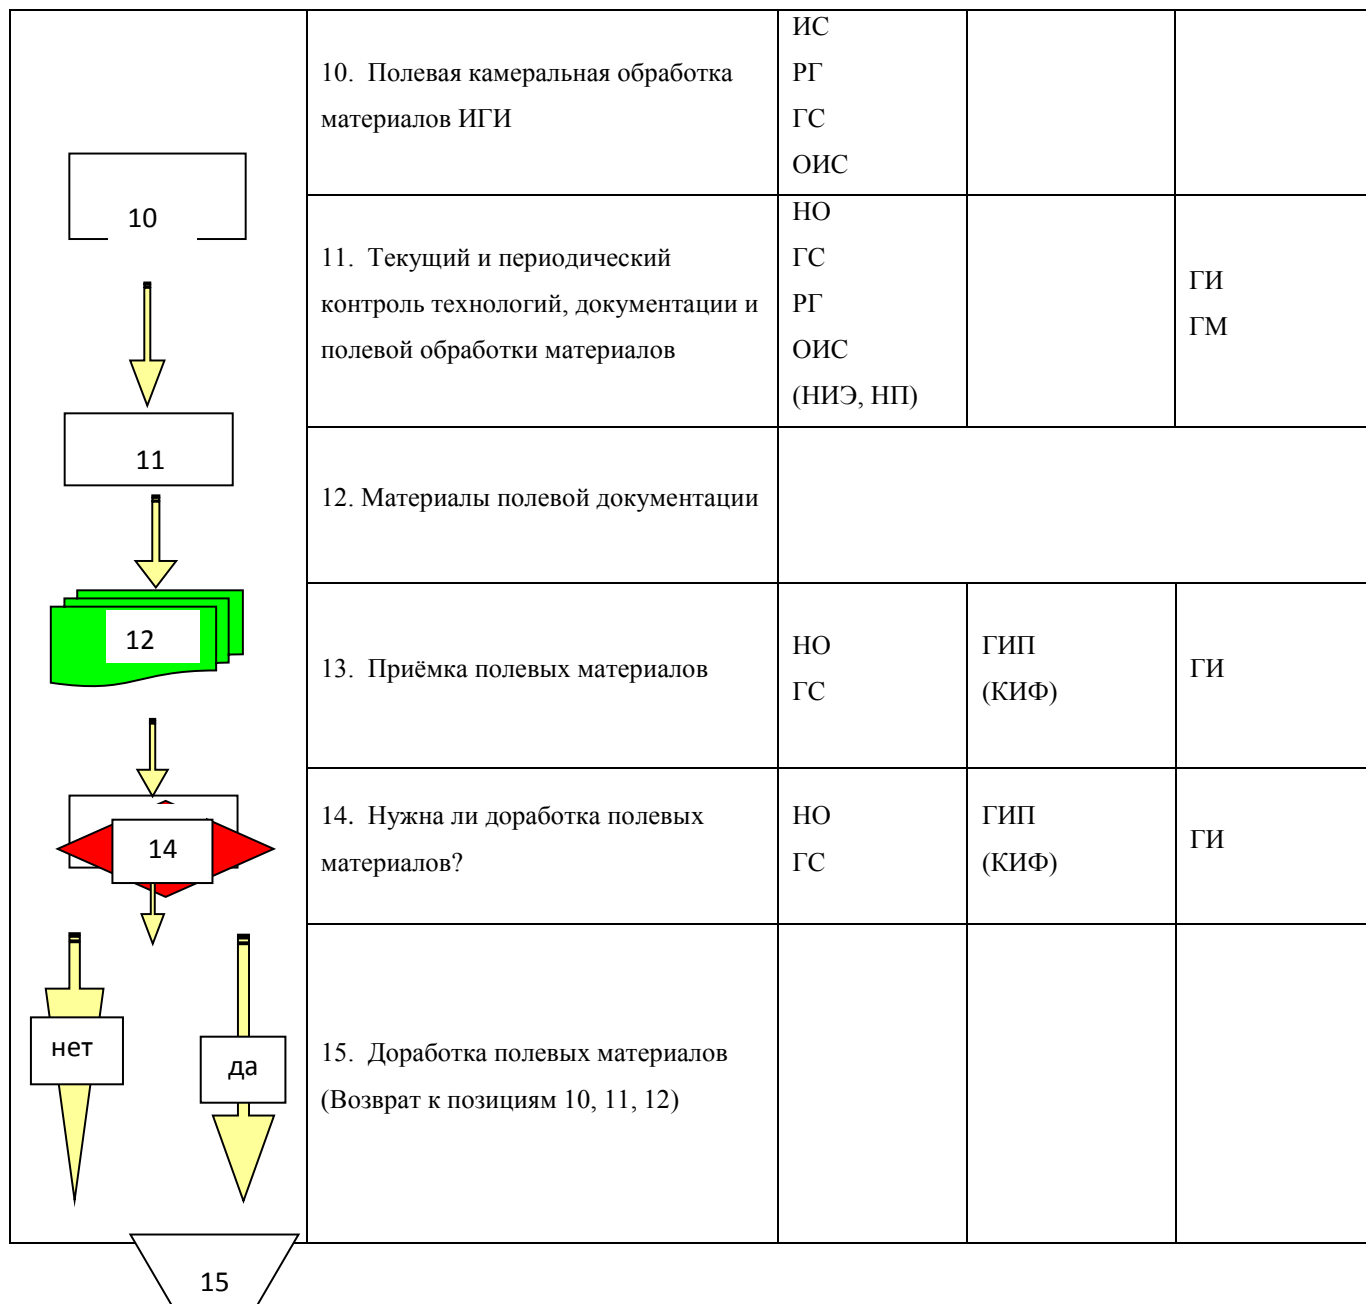 10
11
12
14
нет
да
15
10. Полевая камеральная обработка
материалов ИГИ
ИС
РГ
ГС
ОИС
11. Текущий и периодический
контроль технологий, документации и
полевой обработки материалов
НО
ГС
РГ
ОИС
(НИЭ, НП)
ГИ
ГМ
12. Материалы полевой документации
13. Приёмка полевых материалов
НО
ГС
ГИП
(КИФ)
ГИ
14. Нужна ли доработка полевых
материалов?
НО
ГС
ГИП
(КИФ)
ГИ
15. Доработка полевых материалов
(Возврат к позициям 10, 11, 12)